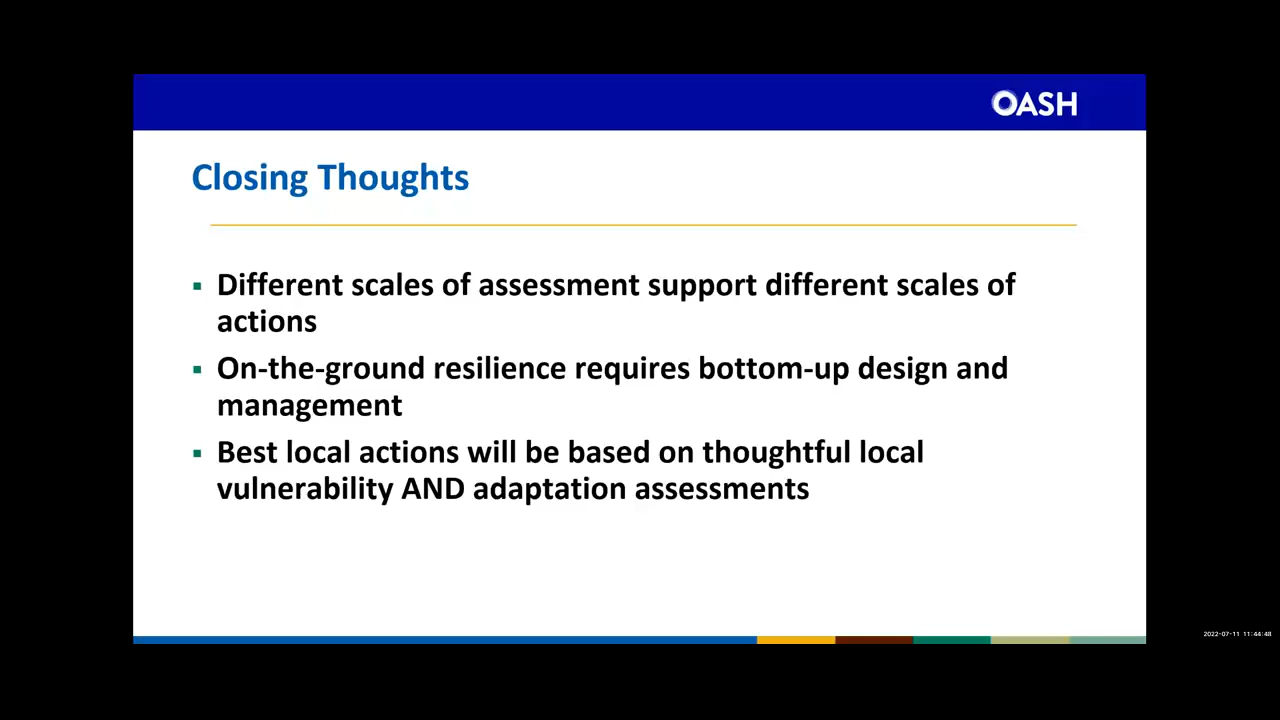 OASH
Closing Thoughts
▪ Different scales of assessment support different scales of
actions
▪ On-the-ground resilience requires bottom-up design and
management
▪ Best local actions will be based on thoughtful local
vulnerability AND adaptation assessments
2022-07-11 11:44:48